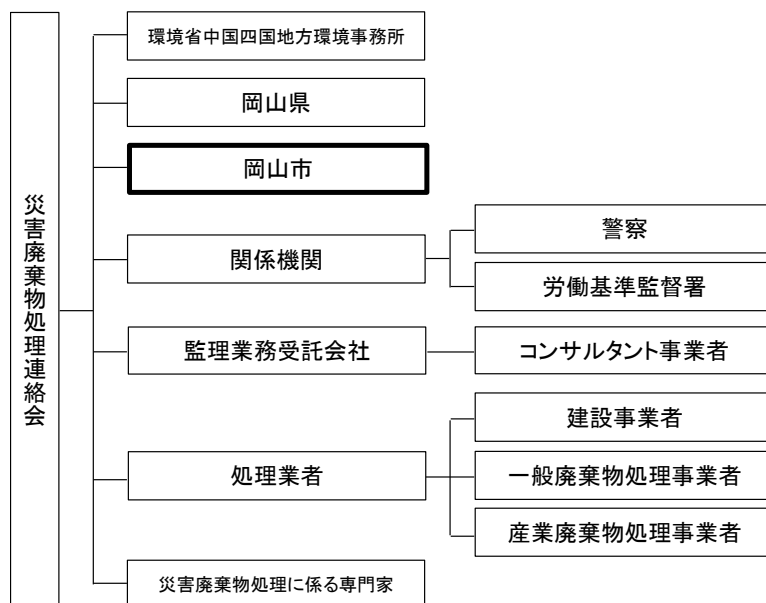 災害廃棄物処理連絡会
環境省中国四国地方環境事務所
岡山県
岡山市
関係機関
警察
労働基準監督署
監理業務受託会社
コンサルタント事業者
処理業者
建設事業者
一般廃棄物処理事業者
産業廃棄物処理事業者
災害廃棄物処理に係る専門家